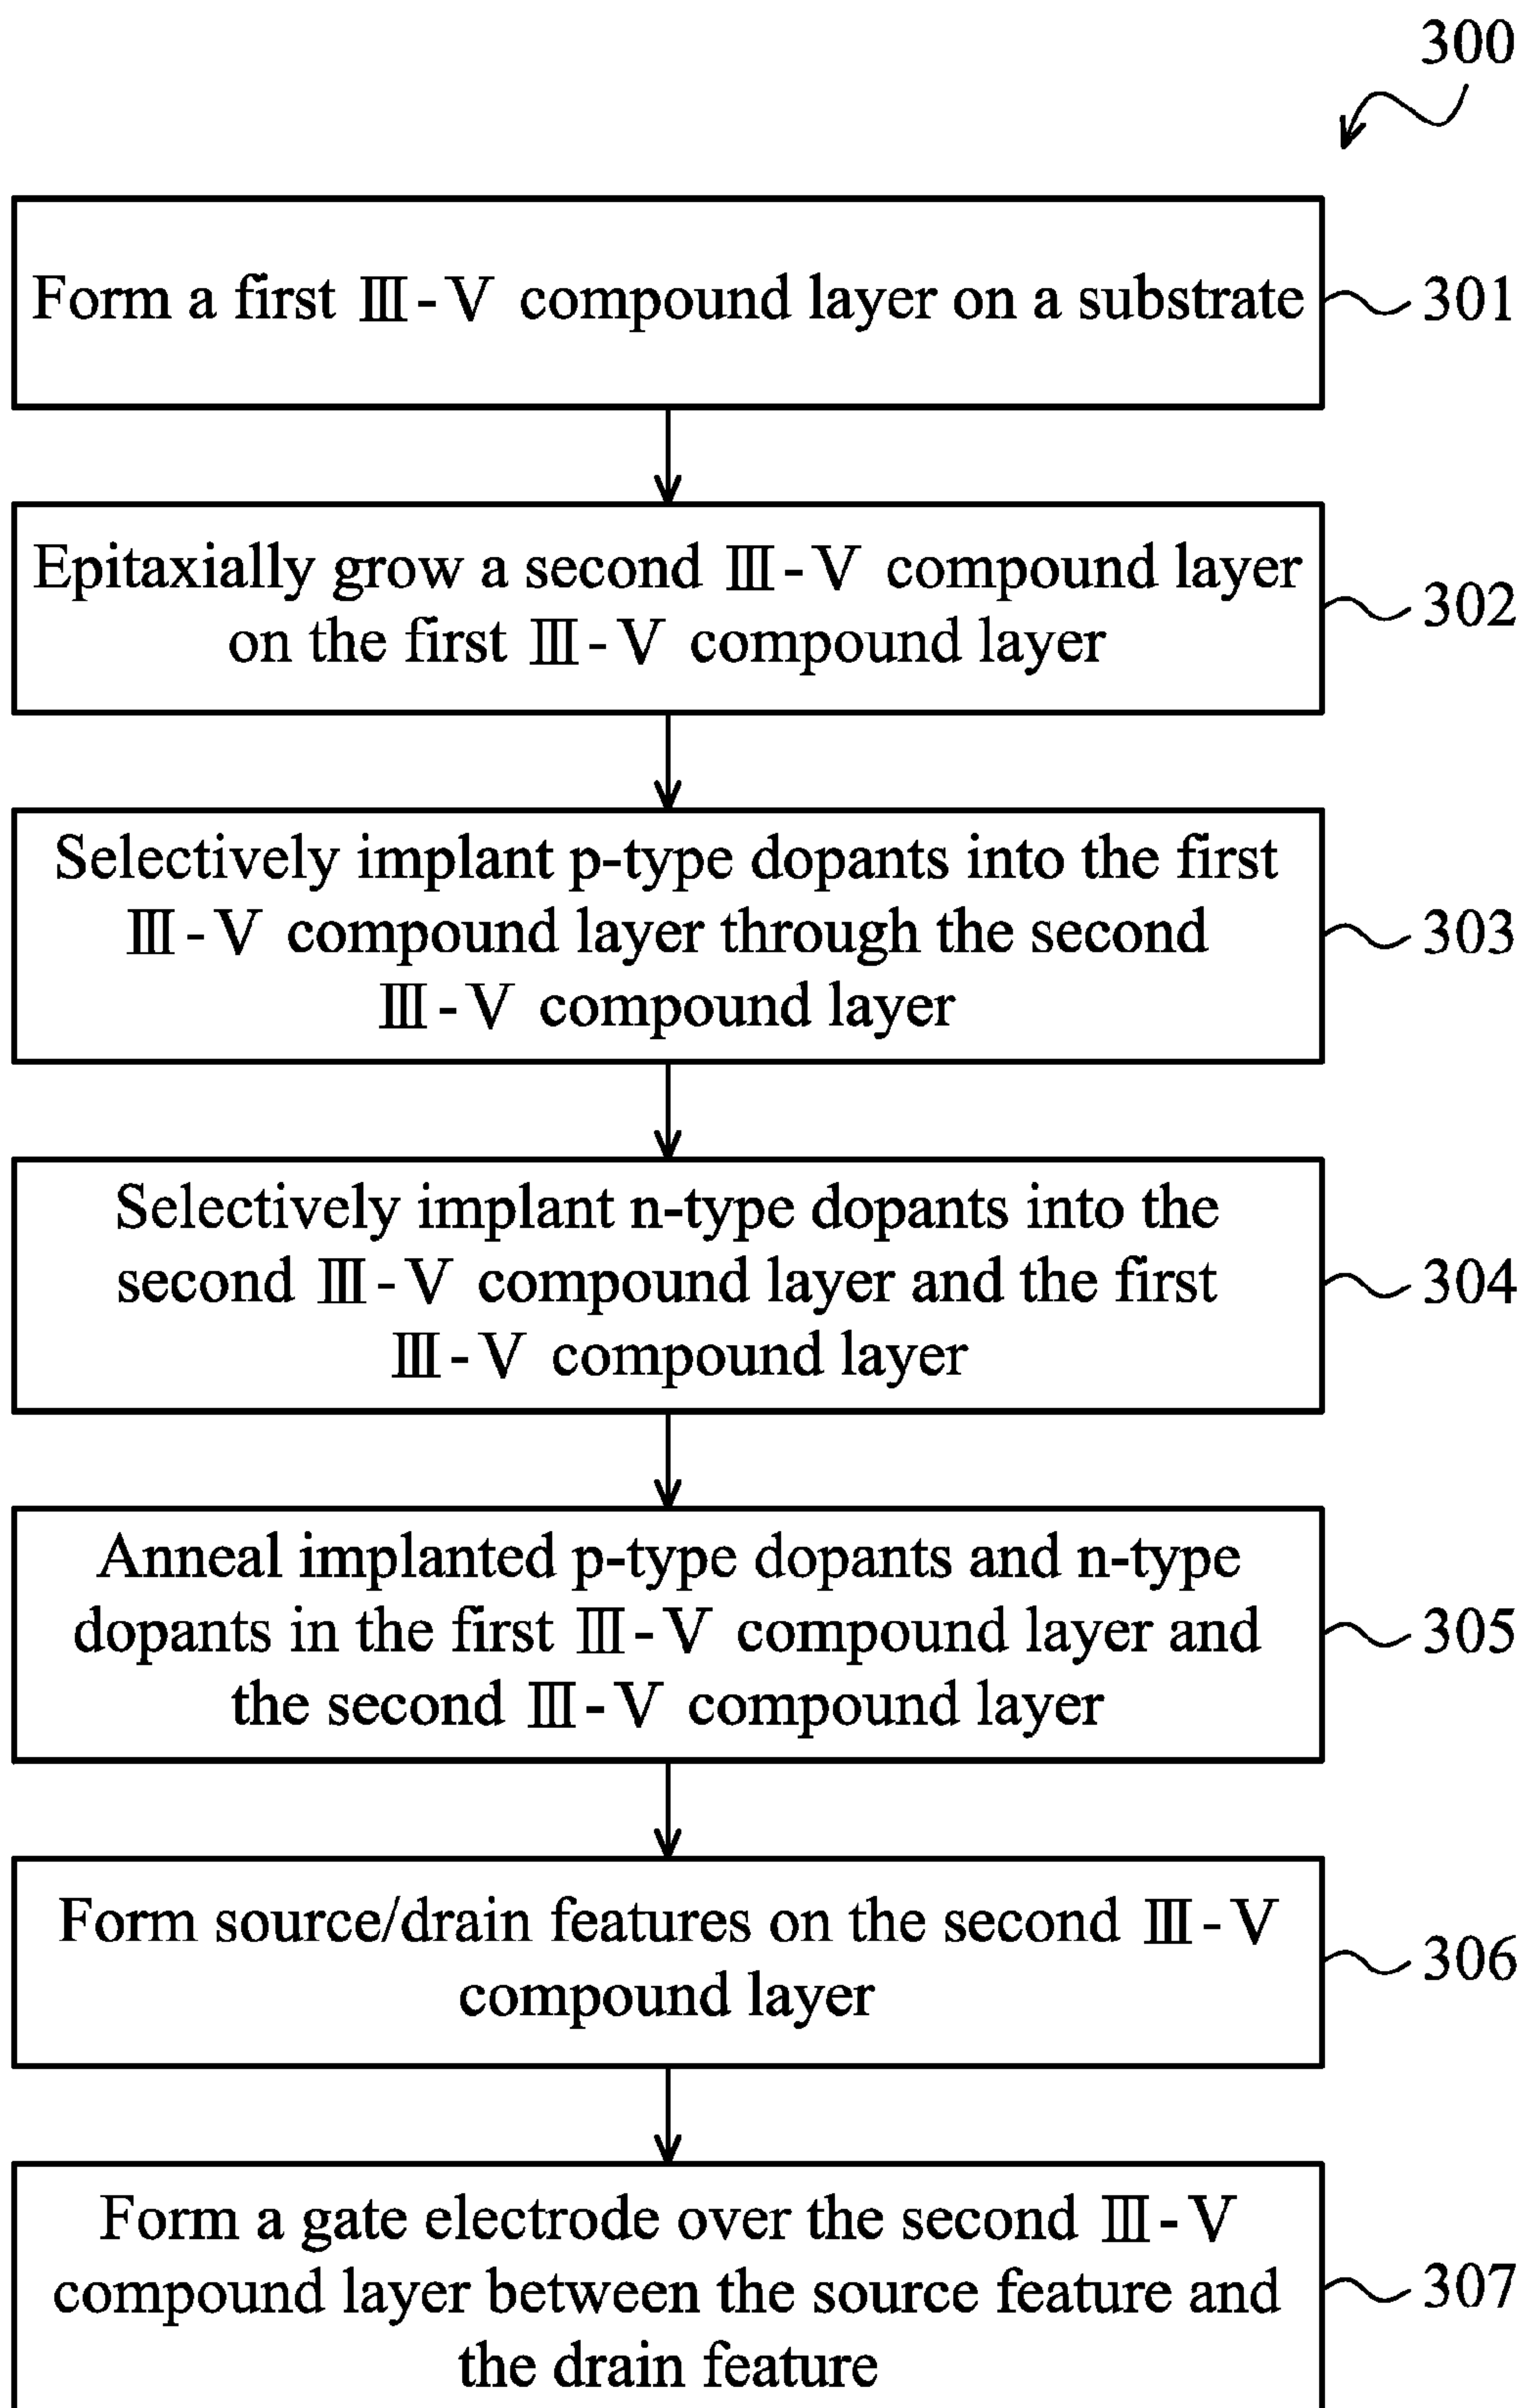 300
Form a first Ⅲ-V compound layer on a substrate
301
Epitaxially grow a second Ⅲ-V compound layer
on the first Ⅲ-V compound layer
302
Selectively implant p-type dopants into the first
Ⅲ-V compound layer through the second
Ⅲ-V compound layer
303
Selectively implant n-type dopants into the
second Ⅲ-V compound layer and the first
Ⅲ-V compound layer
304
Anneal implanted p-type dopants and n-type
dopants in the first Ⅲ-V compound layer and
the second Ⅲ-V compound layer
305
Form source/drain features on the second Ⅲ-V
compound layer
306
Form a gate electrode over the second Ⅲ-V
compound layer between the source feature and
the drain feature
307